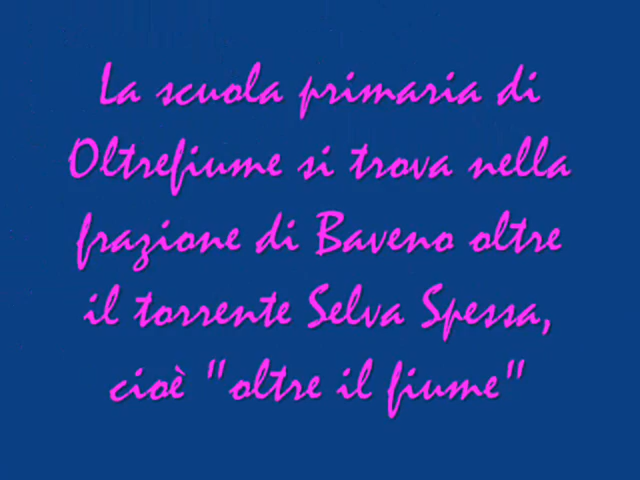 La scuola primaria di
Oltrefiume si trova nella
frazione di Baveno oltre
il torrente Selva Spessa,
cioè "oltre il fiume"